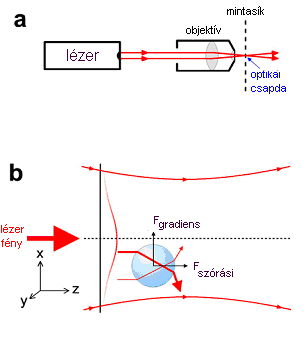 a
mintasík
objektív
lézer
optikai
csapda
b
lézer
fény
Fgradiens
Fszórási
x
y
z